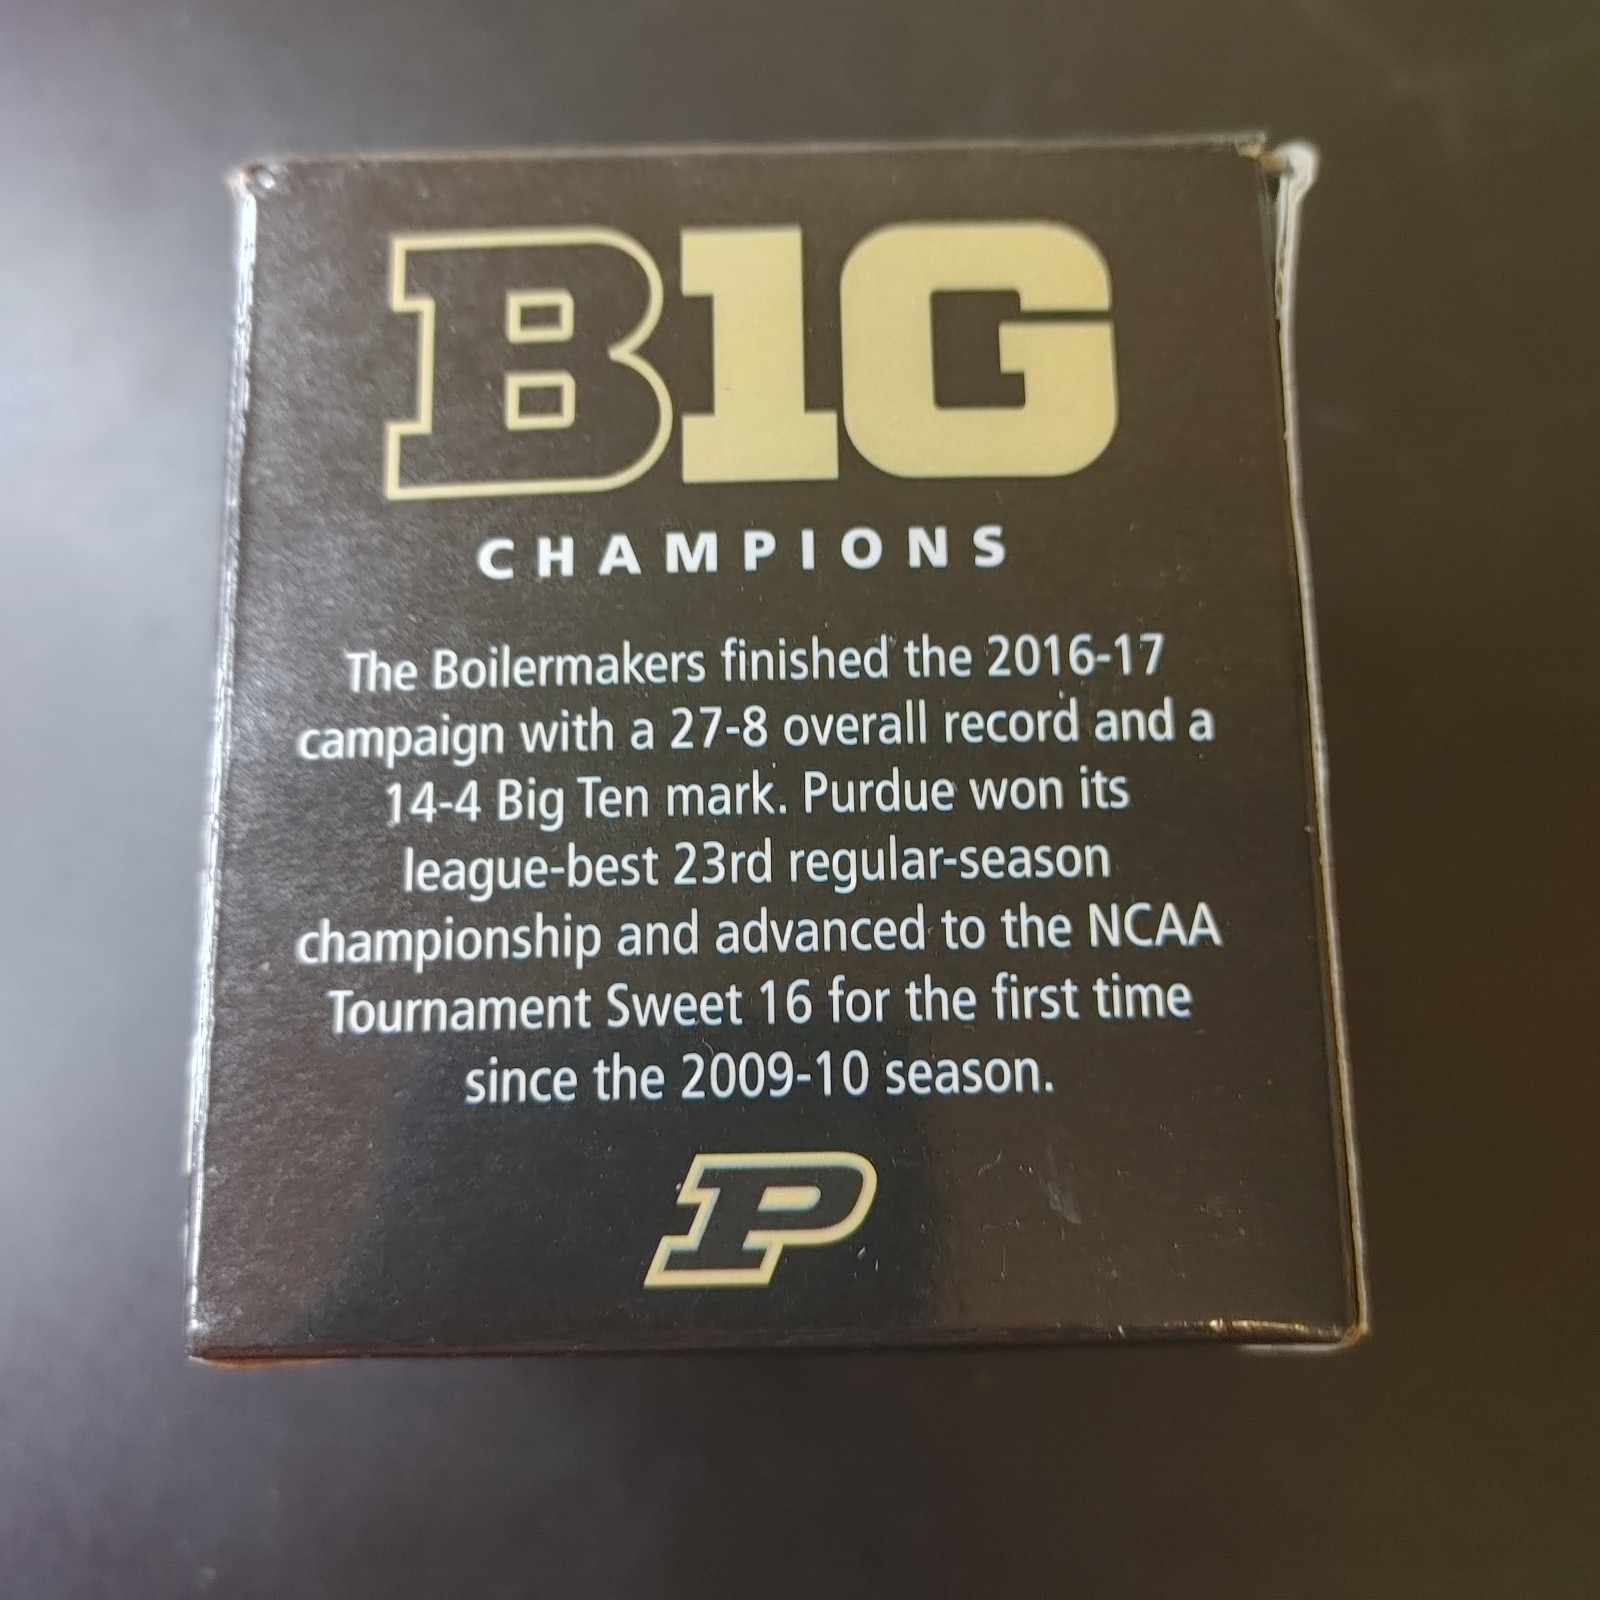 B1G
CHAMPIONS
The Boilermakers finished the 2016-17
campaign with a 27-8 overall record and a
14-4 Big Ten mark. Purdue won its
league-best 23rd regular-season
championship and advanced to the NCAA
Tournament Sweet 16 for the first time
since the 2009-10 season.
P